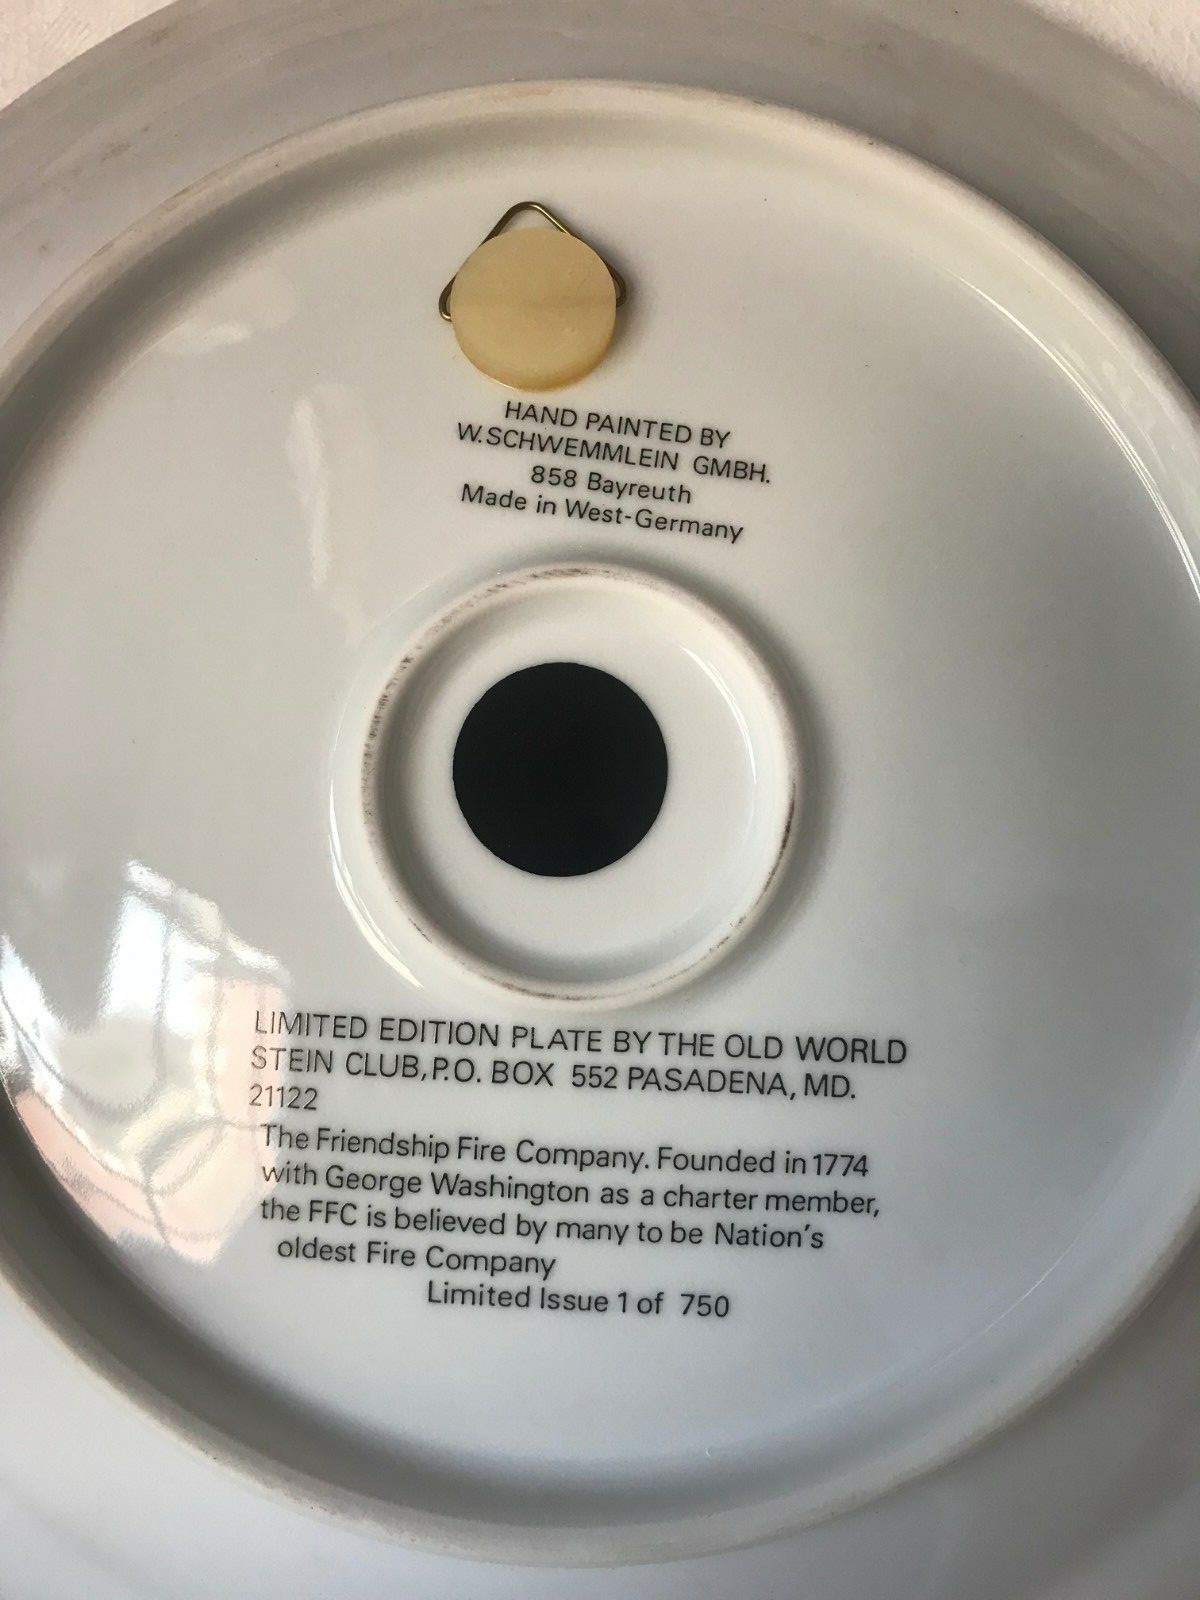 HAND PAINTED BY
W.SCHWEMMLEIN GMBH.
858 Bayreuth
Made in West-Germany
LIMITED EDITION PLATE BY THE OLD WORLD
STEIN CLUB,P.O. BOX 552 PASADENA, MD.
21122
The Friendship Fire Company. Founded in 1774
with George Washington as a charter member,
the FFC is believed by many to be Nation's
oldest Fire Company
Limited Issue 1 of 750